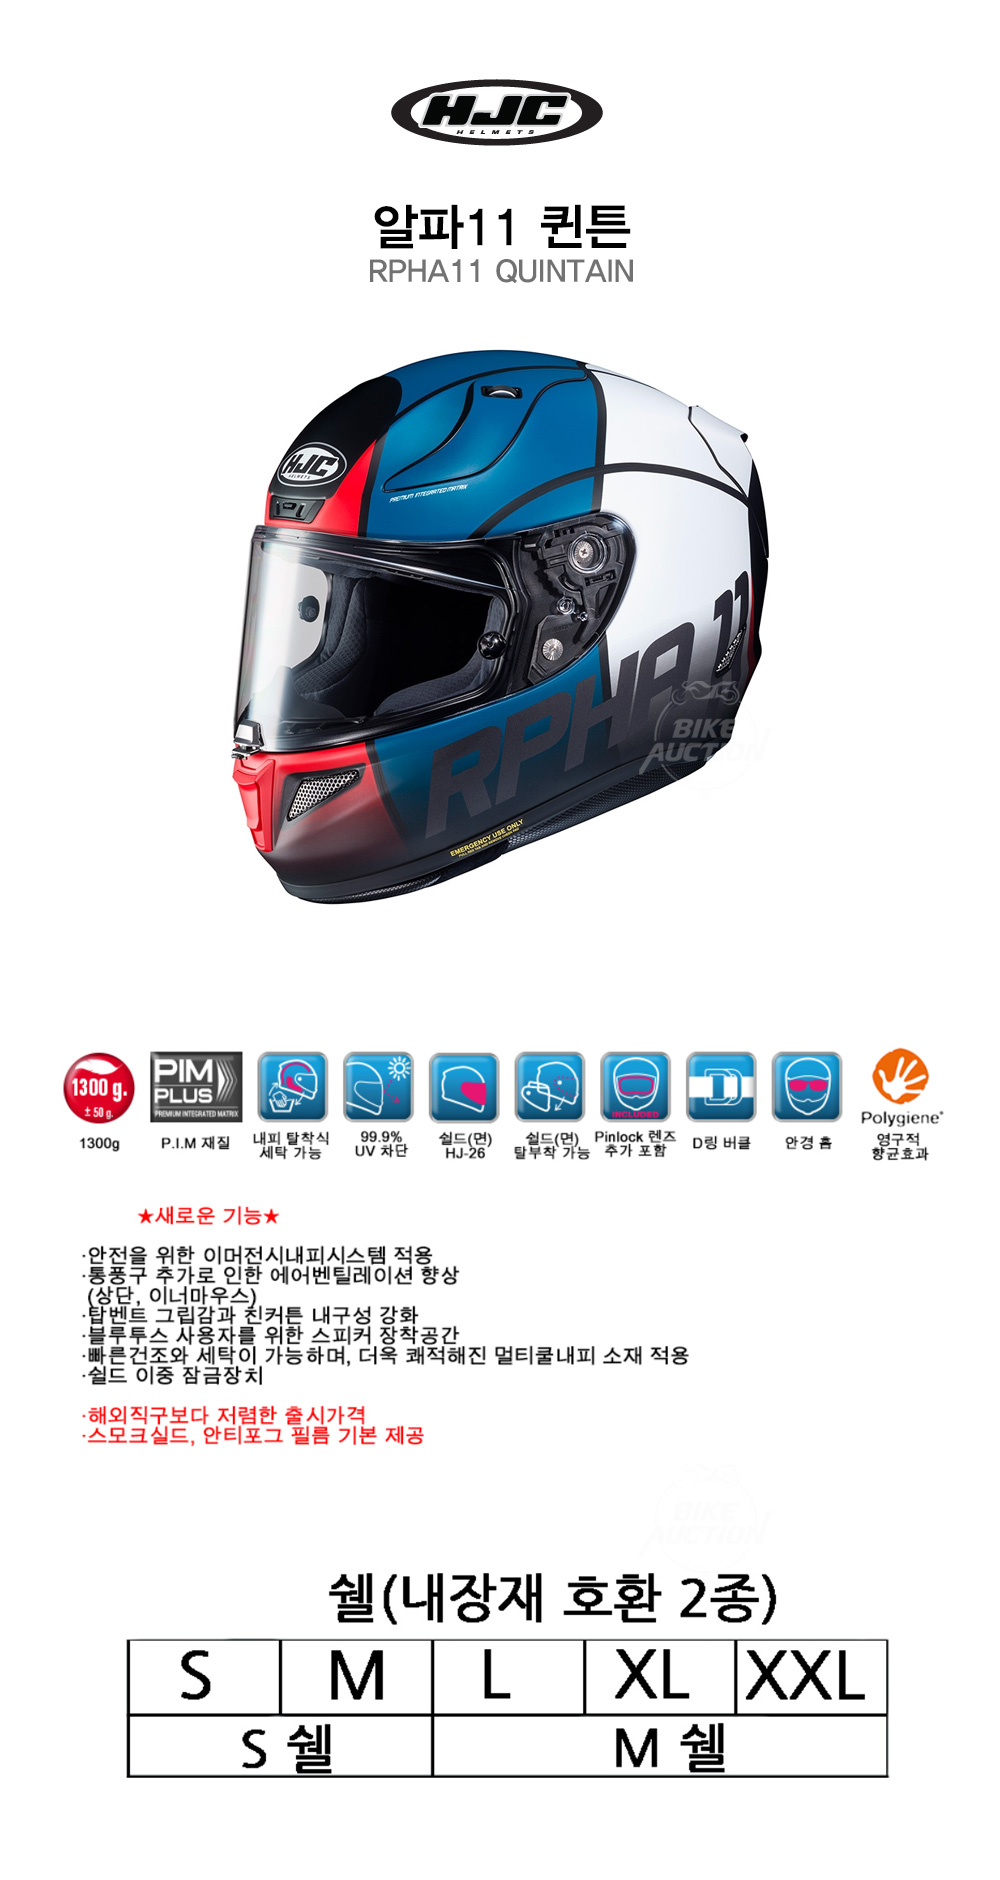 HJC
HELMETS
알파11 퀸튼
RPHA11 QUINTAIN
HJC
HELMETS
PREMIUM INTEGRATED MATRIX
RPHA 11
BIKE
AUCTION
EMERGENCY USE ONLY
1300 g.
± 50 g.
PIM
PLUS
PREMIUM INTEGRATED MATRIX
INCLUDED
Polygiene®
1300g
P.I.M 재질
내피 탈착식
세탁 가능
99.9%
UV 차단
쉴드(면)
HJ-26
쉴드(면)
탈부착 가능
Pinlock 렌즈
추가 포함
D링 버클
안경 홈
영구적
향균효과
★새로운 기능★
·안전을 위한 이머전시내피시스템 적용
·통풍구 추가로 인한 에어벤틸레이션 향상
(상단, 이너마우스)
·탑벤트 그립감과 친커튼 내구성 강화
·블루투스 사용자를 위한 스피커 장착공간
·빠른건조와 세탁이 가능하며, 더욱 쾌적해진 멀티쿨내피 소재 적용
·쉴드 이중 잠금장치
·해외직구보다 저렴한 출시가격
·스모크쉴드, 안티포그 필름 기본 제공
BIKE
AUCTION
쉘(내장재 호환 2종)
S M L XL XXL
S 쉘 M 쉘